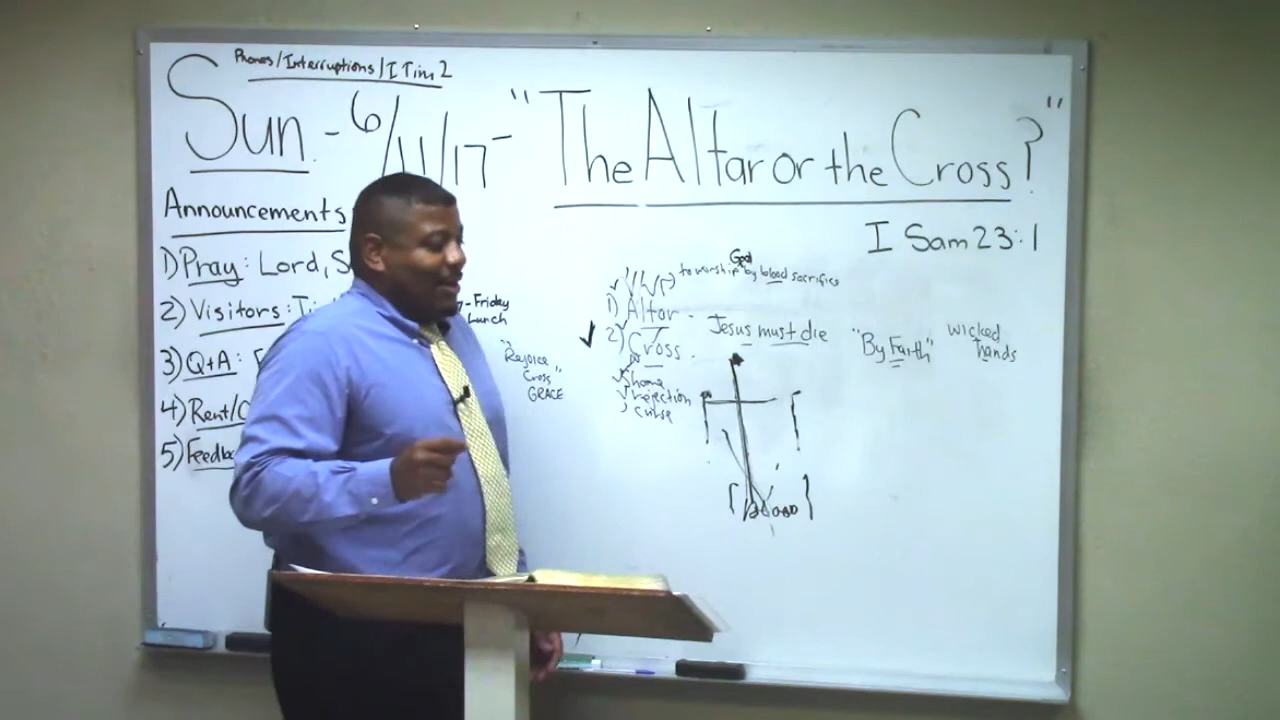 Phones/Interruptions/I Tim 2
Sun. - 6/11/17 - "The Altar or the Cross?"
I Sam 23:1
Announcements
1) Pray: Lord, S
2) Visitors: Ti
3) Q+A:
4) Rent/
5) Feedba
- Friday
Lunch
"Rejoice
Cross"
GRACE
to worship God by blood sacrifice
1) Altar
2) Cross
Jesus must die
"By Faith"
wicked
hands
shame
rejection
curse
blood